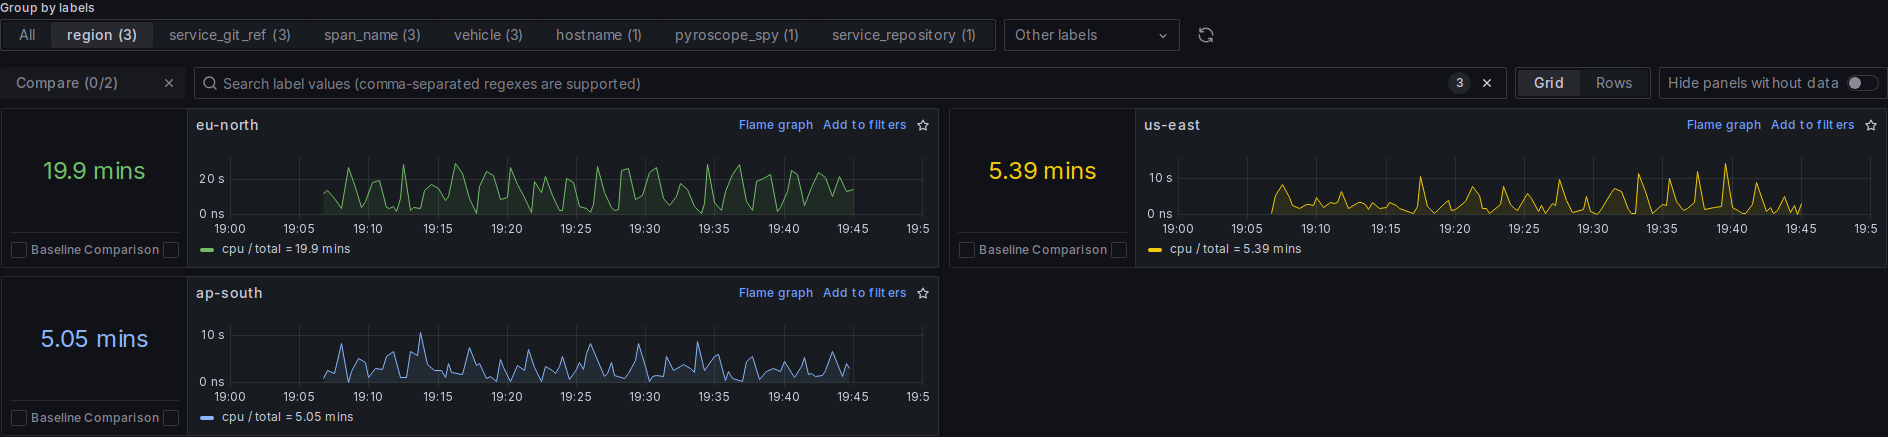 Group by labels
All region (3) service_git_ref (3) span_name (3) vehicle (3) hostname (1) pyroscope_spy (1) service_repository (1) Other labels
Compare (0/2) Search label values (comma-separated regexes are supported) 3 Grid Rows Hide panels without data
eu-north Flame graph Add to filters
19.9 mins
20 s
0 ns
19:00 19:05 19:10 19:15 19:20 19:25 19:30 19:35 19:40 19:45 19:5
Baseline Comparison
cpu / total = 19.9 mins
us-east Flame graph Add to filters
5.39 mins
10 s
0 ns
19:00 19:05 19:10 19:15 19:20 19:25 19:30 19:35 19:40 19:45 19:5
Baseline Comparison
cpu / total = 5.39 mins
ap-south Flame graph Add to filters
5.05 mins
10 s
0 ns
19:00 19:05 19:10 19:15 19:20 19:25 19:30 19:35 19:40 19:45 19:5
Baseline Comparison
cpu / total = 5.05 mins